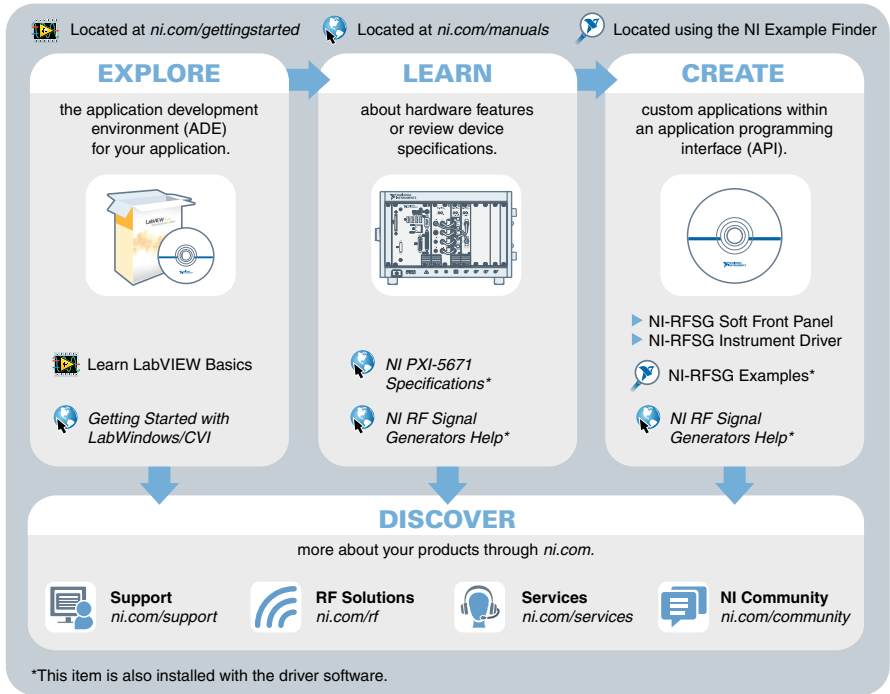 Located at ni.com/gettingstarted
Located at ni.com/manuals
Located using the NI Example Finder
EXPLORE
the application development
environment (ADE)
for your application.
LabVIEW
Learn LabVIEW Basics
Getting Started with
LabWindows/CVI
LEARN
about hardware features
or review device
specifications.
NI PXI-5671
Specifications*
NI RF Signal
Generators Help*
CREATE
custom applications within
an application programming
interface (API).
NI-RFSG Soft Front Panel
NI-RFSG Instrument Driver
NI-RFSG Examples*
NI RF Signal
Generators Help*
DISCOVER
more about your products through ni.com.
Support
ni.com/support
RF Solutions
ni.com/rf
Services
ni.com/services
NI Community
ni.com/community
*This item is also installed with the driver software.